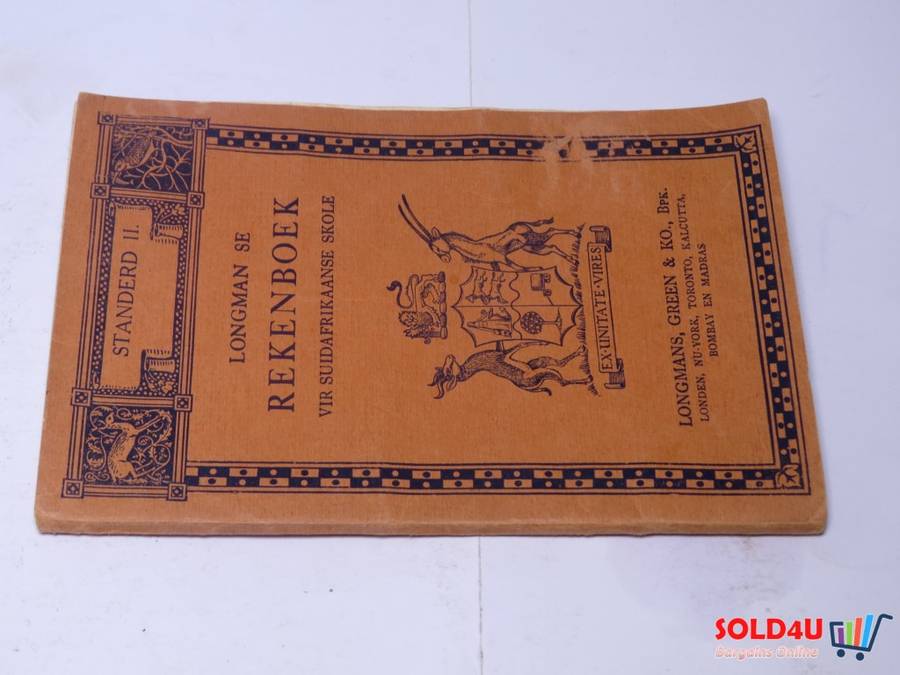 STANDERD II.
LONGMAN SE
REKENBOEK
VIR SUIDAFRIKAANSE SKOLE
EX·UNITATE·VIRES
LONGMANS, GREEN & KO., BPK.
LONDEN, NU-YORK, TORONTO, KALCUTTA,
BOMBAY EN MADRAS
SOLD4U
Bargains Online